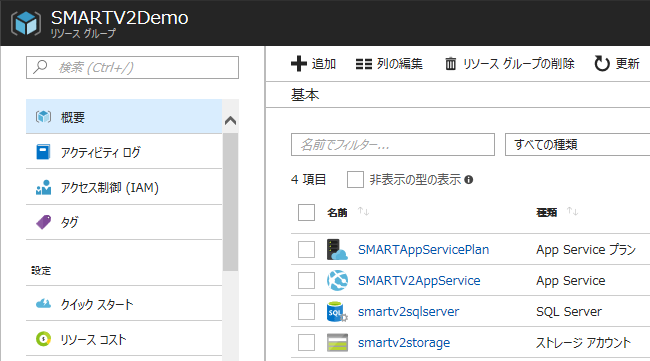 SMARTV2Demo
リソース グループ
検索 (Ctrl+/)
概要
アクティビティ ログ
アクセス制御 (IAM)
タグ
設定
クイック スタート
リソース コスト
追加 列の編集 リソース グループの削除 更新
基本
名前でフィルター... すべての種類
4 項目 非表示の型の表示
名前 種類
SMARTAppServicePlan App Service プラン
SMARTV2AppService App Service
smartv2sqlserver SQL Server
smartv2storage ストレージ アカウント